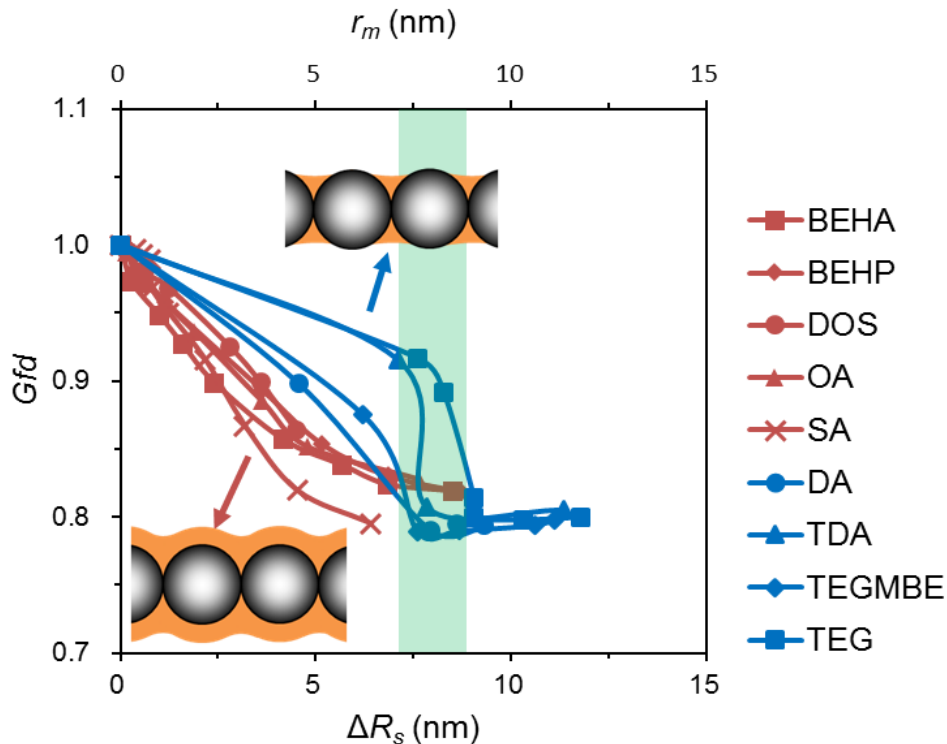 r_m (nm)
0 5 10 15
1.1
1.0
0.9
0.8
0.7
Gfd
0 5 10 15
ΔR_s (nm)
BEHA
BEHP
DOS
OA
SA
DA
TDA
TEGMBE
TEG